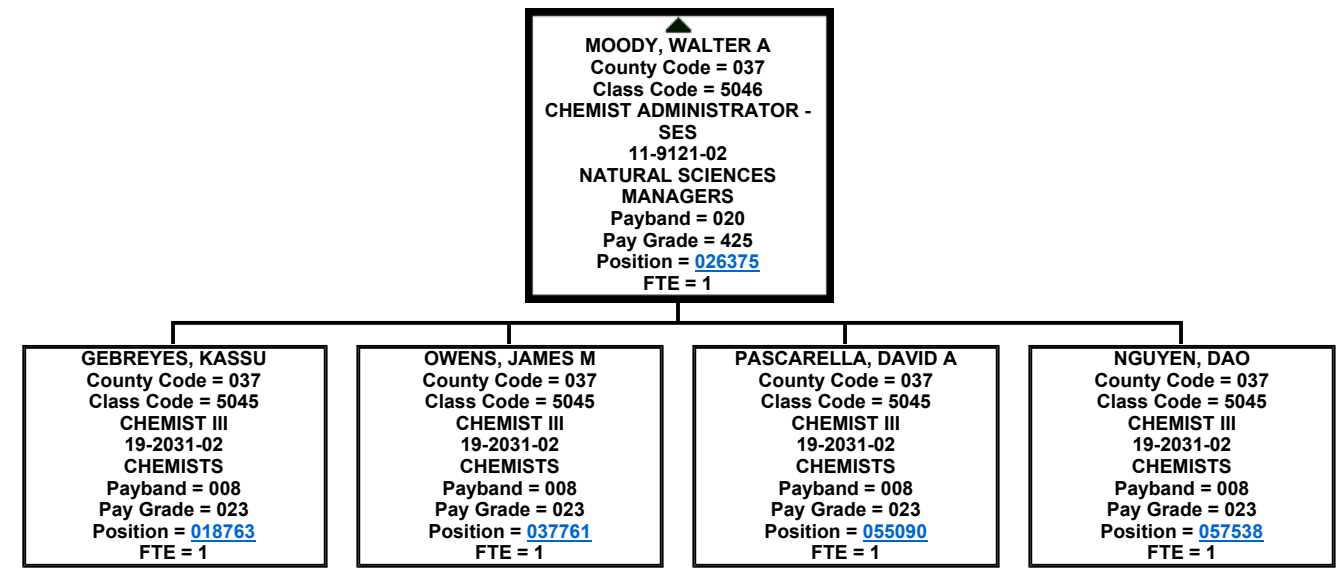 MOODY, WALTER A
County Code = 037
Class Code = 5046
CHEMIST ADMINISTRATOR -
SES
11-9121-02
NATURAL SCIENCES
MANAGERS
Payband = 020
Pay Grade = 425
Position = 026375
FTE = 1
GEBREYES, KASSU
County Code = 037
Class Code = 5045
CHEMIST III
19-2031-02
CHEMISTS
Payband = 008
Pay Grade = 023
Position = 018763
FTE = 1
OWENS, JAMES M
County Code = 037
Class Code = 5045
CHEMIST III
19-2031-02
CHEMISTS
Payband = 008
Pay Grade = 023
Position = 037761
FTE = 1
PASCARELLA, DAVID A
County Code = 037
Class Code = 5045
CHEMIST III
19-2031-02
CHEMISTS
Payband = 008
Pay Grade = 023
Position = 055090
FTE = 1
NGUYEN, DAO
County Code = 037
Class Code = 5045
CHEMIST III
19-2031-02
CHEMISTS
Payband = 008
Pay Grade = 023
Position = 057538
FTE = 1